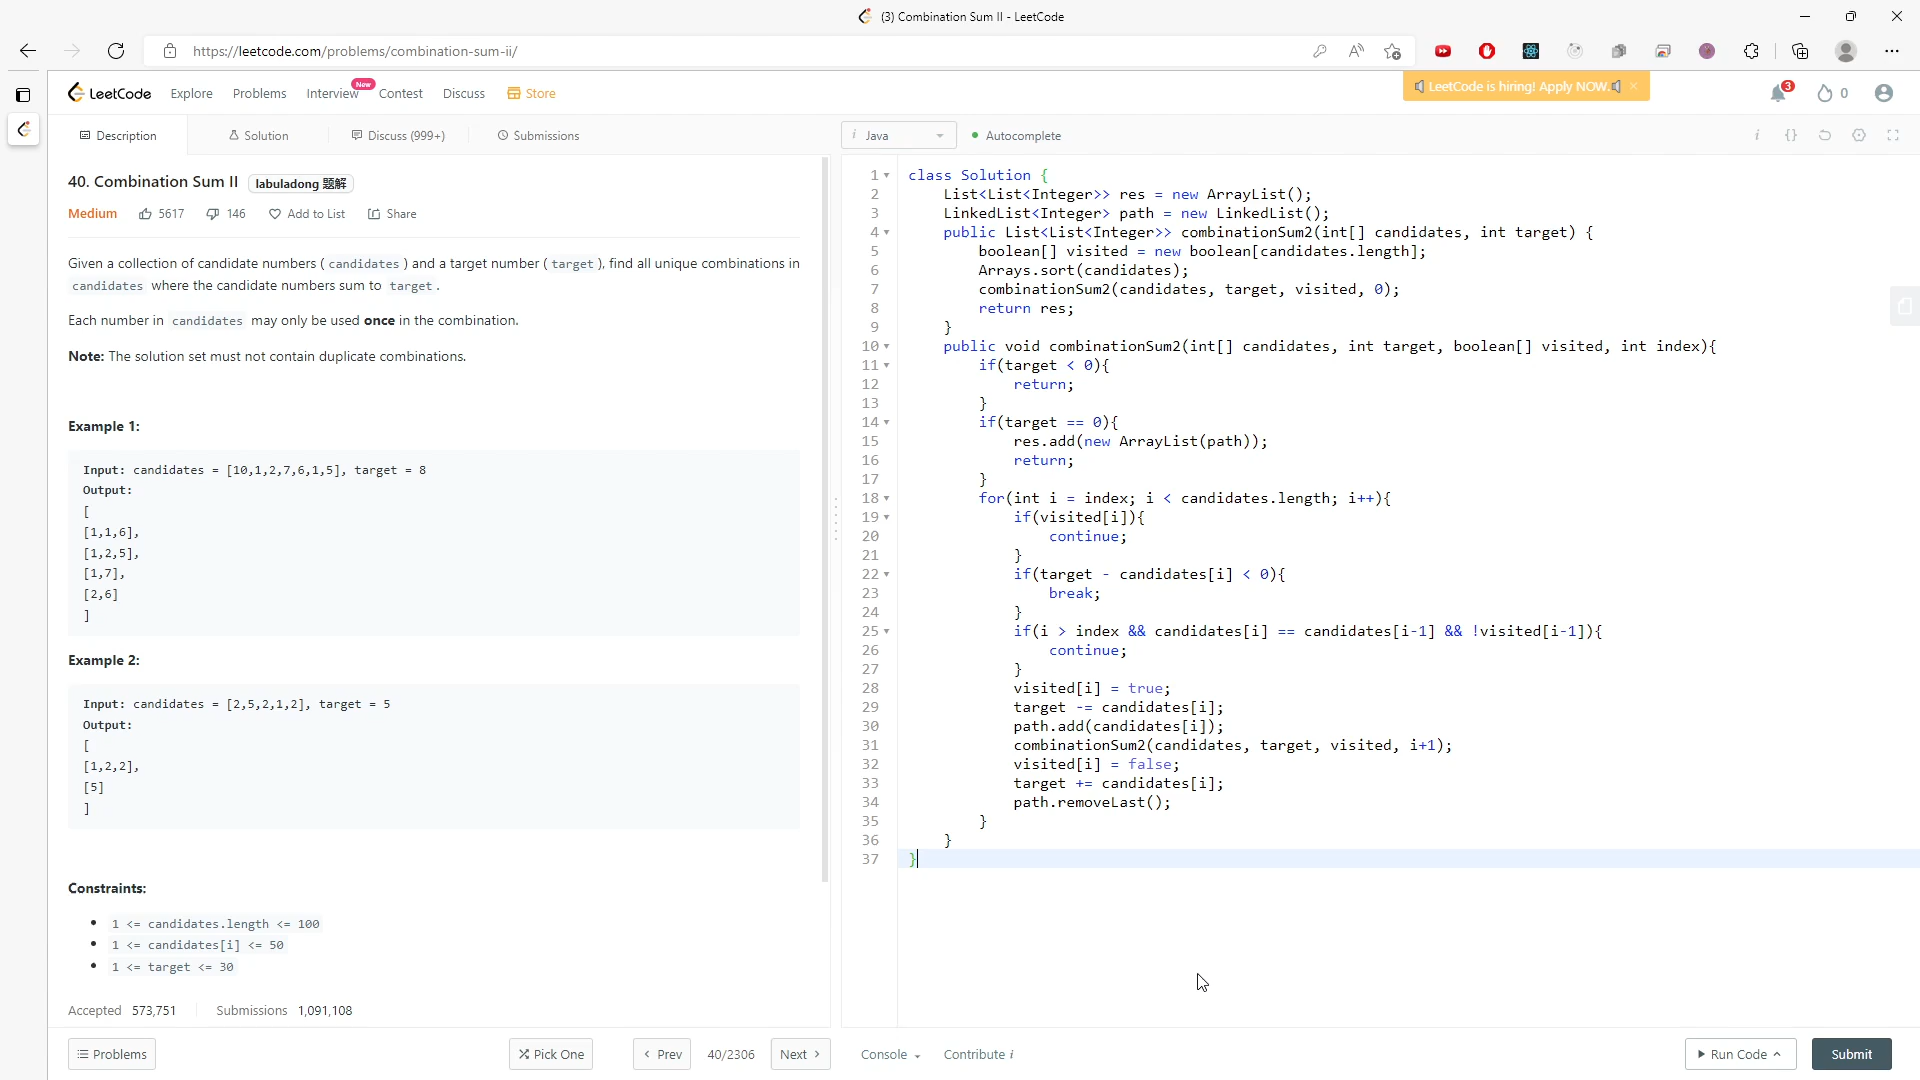 (3) Combination Sum II - LeetCode
https://leetcode.com/problems/combination-sum-ii/
LeetCode
Explore
Problems
Interview
New
Contest
Discuss
Store
LeetCode is hiring! Apply NOW.
3
0
Description
Solution
Discuss (999+)
Submissions
i Java
Autocomplete
40. Combination Sum II
labuladong 题解
Medium
5617
146
Add to List
Share
Given a collection of candidate numbers ( candidates ) and a target number ( target ), find all unique combinations in
candidates where the candidate numbers sum to target .
Each number in candidates may only be used once in the combination.
Note: The solution set must not contain duplicate combinations.
Example 1:
Input: candidates = [10,1,2,7,6,1,5], target = 8
Output:
[
[1,1,6],
[1,2,5],
[1,7],
[2,6]
]
Example 2:
Input: candidates = [2,5,2,1,2], target = 5
Output:
[
[1,2,2],
[5]
]
Constraints:
1 <= candidates.length <= 100
1 <= candidates[i] <= 50
1 <= target <= 30
Accepted 573,751
Submissions 1,091,108
Problems
Pick One
< Prev
40/2306
Next >
1 class Solution {
2 List<List<Integer>> res = new ArrayList();
3 LinkedList<Integer> path = new LinkedList();
4 public List<List<Integer>> combinationSum2(int[] candidates, int target) {
5 boolean[] visited = new boolean[candidates.length];
6 Arrays.sort(candidates);
7 combinationSum2(candidates, target, visited, 0);
8 return res;
9 }
10 public void combinationSum2(int[] candidates, int target, boolean[] visited, int index){
11 if(target < 0){
12 return;
13 }
14 if(target == 0){
15 res.add(new ArrayList(path));
16 return;
17 }
18 for(int i = index; i < candidates.length; i++){
19 if(visited[i]){
20 continue;
21 }
22 if(target - candidates[i] < 0){
23 break;
24 }
25 if(i > index && candidates[i] == candidates[i-1] && !visited[i-1]){
26 continue;
27 }
28 visited[i] = true;
29 target -= candidates[i];
30 path.add(candidates[i]);
31 combinationSum2(candidates, target, visited, i+1);
32 visited[i] = false;
33 target += candidates[i];
34 path.removeLast();
35 }
36 }
37 }
Console
Contribute i
Run Code
Submit